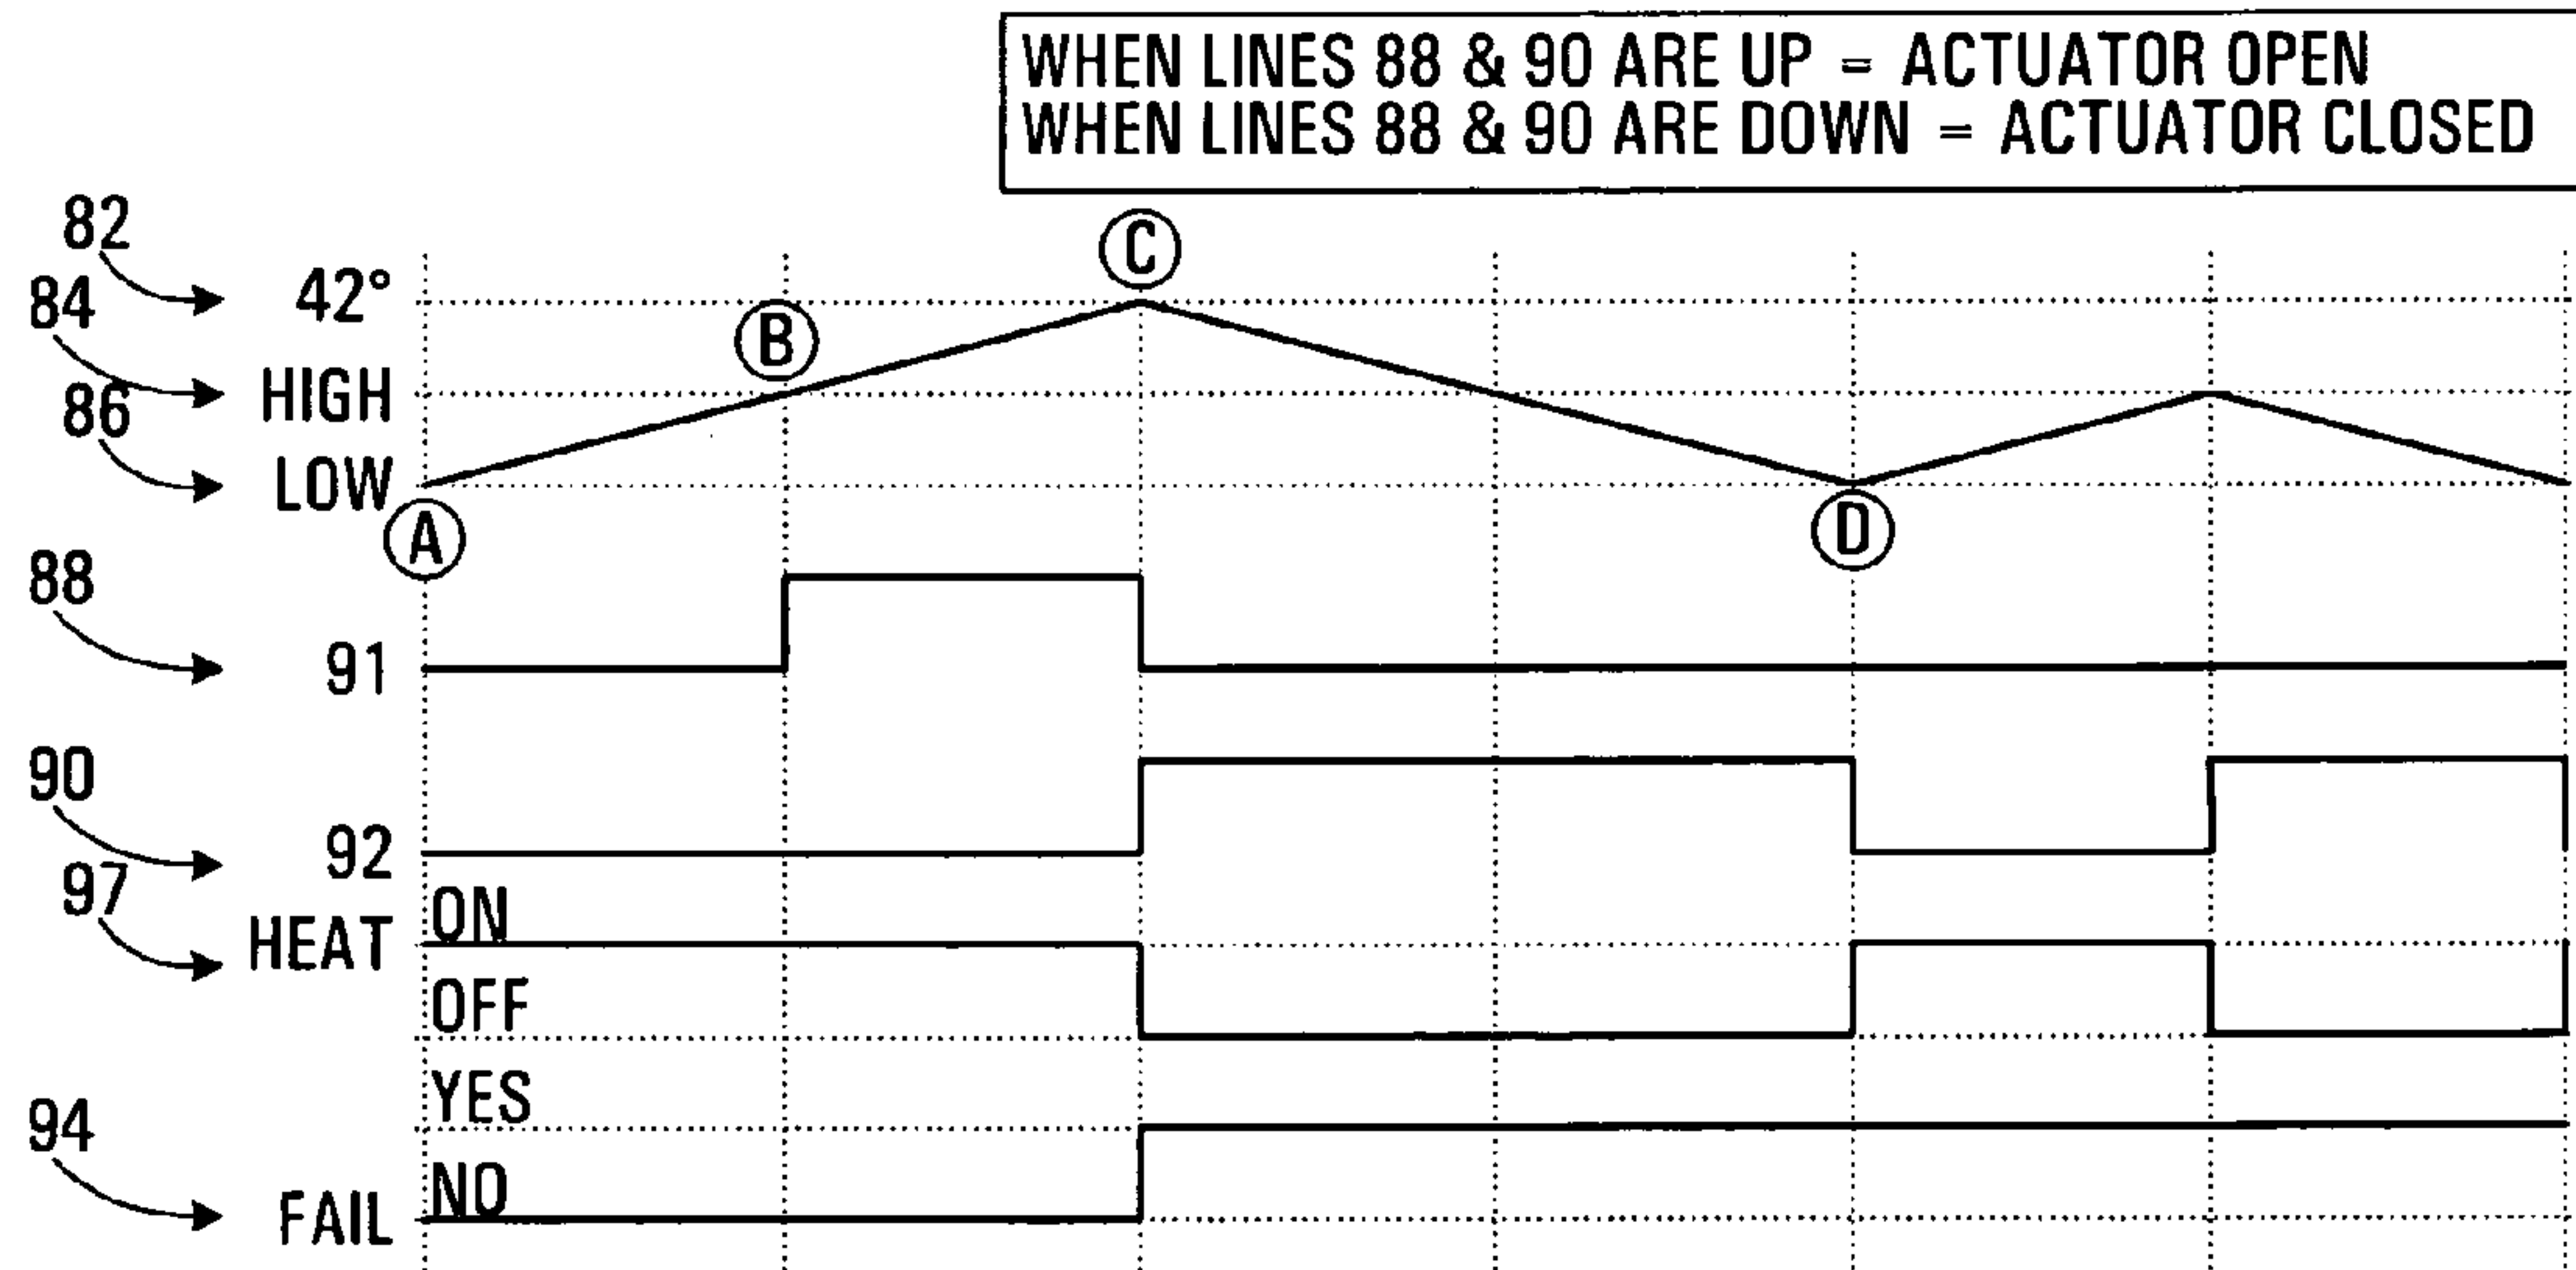 WHEN LINES 88 & 90 ARE UP = ACTUATOR OPEN
WHEN LINES 88 & 90 ARE DOWN = ACTUATOR CLOSED
82
42°
C
84
HIGH
B
86
LOW
A
D
88
91
90
92
97
HEAT
ON
OFF
YES
94
NO
FAIL